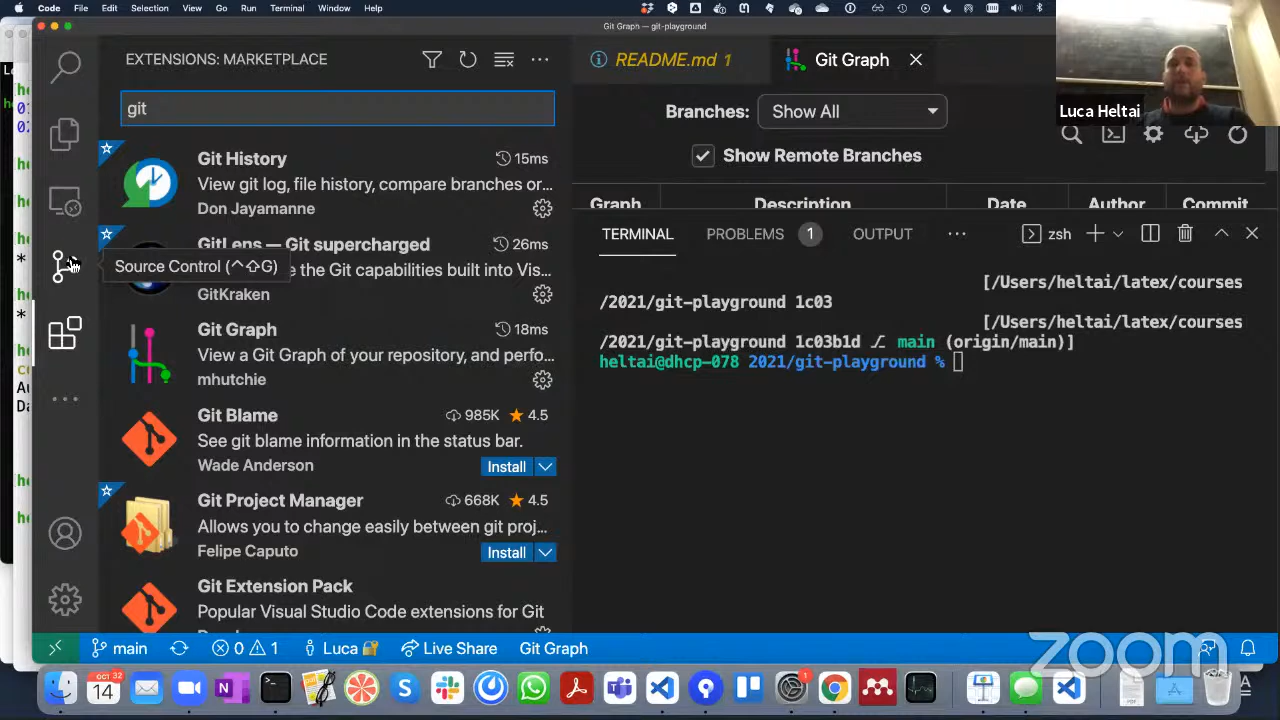 Code File Edit Selection View Go Run Terminal Window Help
Git Graph — git-playground
EXTENSIONS: MARKETPLACE
git
Git History
15ms
View git log, file history, compare branches or...
Don Jayamanne
GitLens — Git supercharged
26ms
e the Git capabilities built into Vis...
GitKraken
Source Control (^⇧G)
Git Graph
18ms
View a Git Graph of your repository, and perfo...
mhutchie
Git Blame
985K ★ 4.5
See git blame information in the status bar.
Wade Anderson
Install
Git Project Manager
668K ★ 4.5
Allows you to change easily between git proj...
Felipe Caputo
Install
Git Extension Pack
Popular Visual Studio Code extensions for Git
README.md 1
Git Graph
Luca Heltai
Branches: Show All
Show Remote Branches
Graph Description Date Author Commit
TERMINAL PROBLEMS 1 OUTPUT ... zsh
[/Users/heltai/latex/courses
/2021/git-playground 1c03
[/Users/heltai/latex/courses
/2021/git-playground 1c03b1d ⎇ main (origin/main)]
heltai@dhcp-078 2021/git-playground %
main 0 1 Luca Live Share Git Graph
zoom
OCT 32
14
1